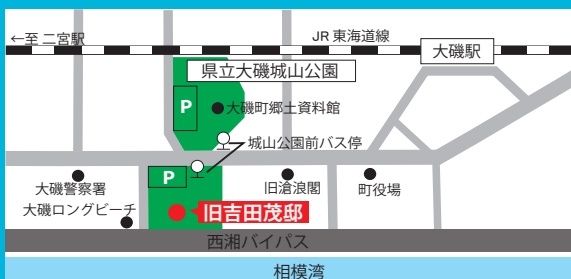 ←至 二宮駅
JR 東海道線
大磯駅
県立大磯城山公園
P
大磯町郷土資料館
城山公園前バス停
P
大磯警察署
旧滄浪閣
町役場
大磯ロングビーチ
旧吉田茂邸
西湘バイパス
相模湾